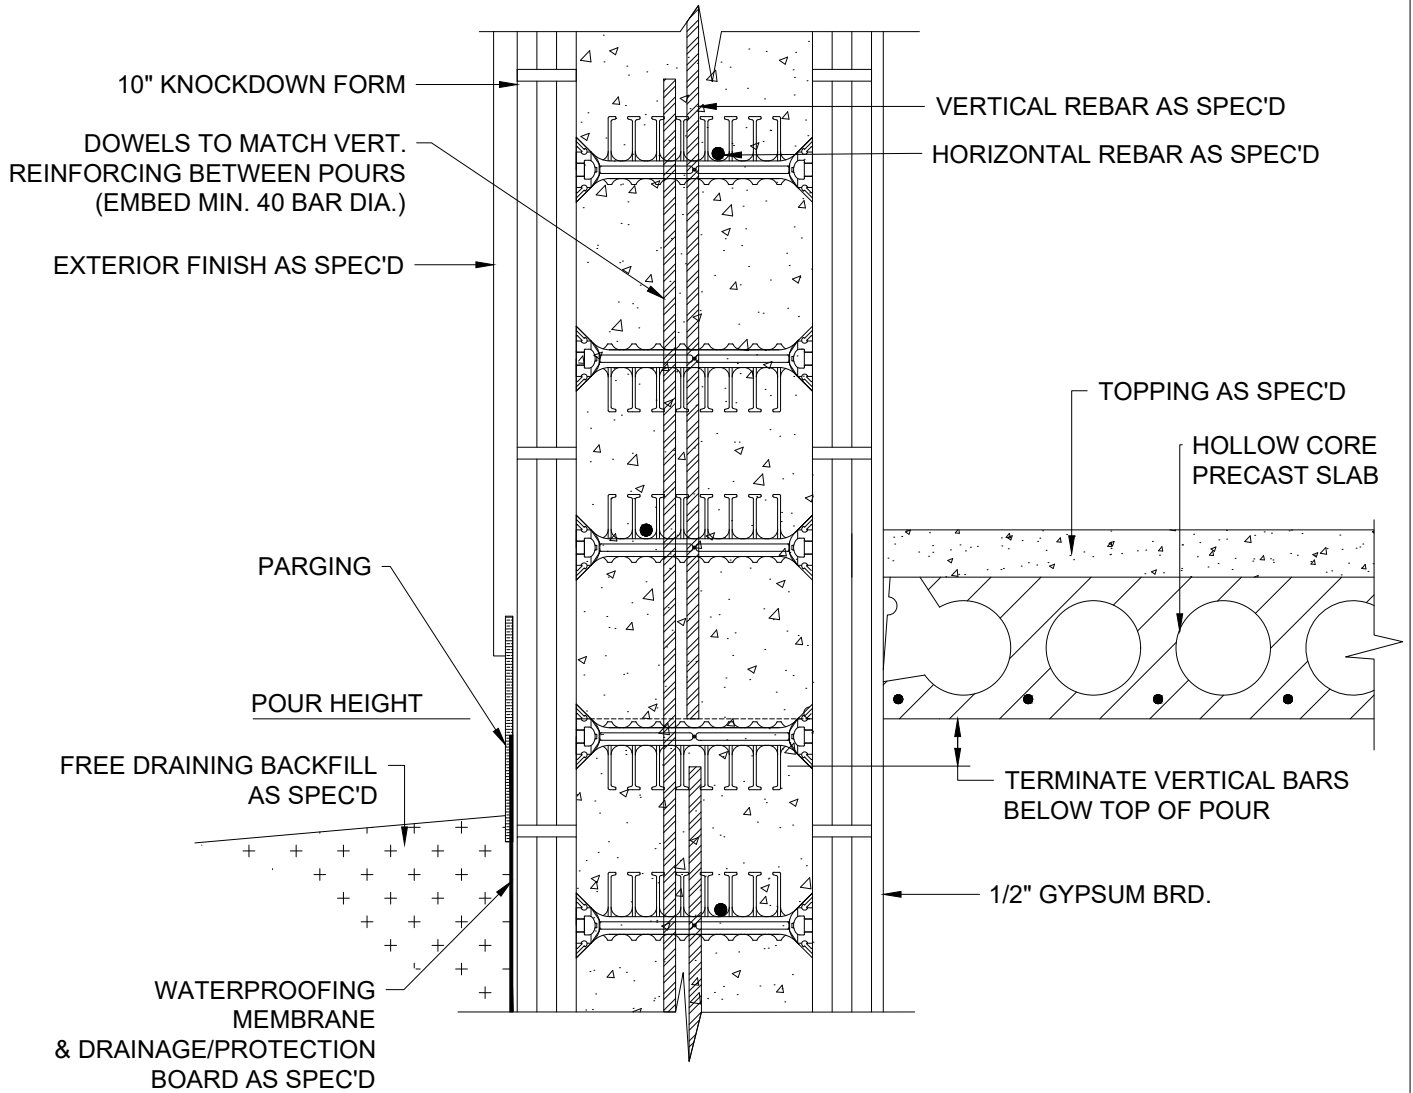 10" KNOCKDOWN FORM
DOWELS TO MATCH VERT.
REINFORCING BETWEEN POURS
(EMBED MIN. 40 BAR DIA.)
EXTERIOR FINISH AS SPEC'D
PARGING
POUR HEIGHT
FREE DRAINING BACKFILL
AS SPEC'D
WATERPROOFING
MEMBRANE
& DRAINAGE/PROTECTION
BOARD AS SPEC'D
VERTICAL REBAR AS SPEC'D
HORIZONTAL REBAR AS SPEC'D
TOPPING AS SPEC'D
HOLLOW CORE
PRECAST SLAB
TERMINATE VERTICAL BARS
BELOW TOP OF POUR
1/2" GYPSUM BRD.